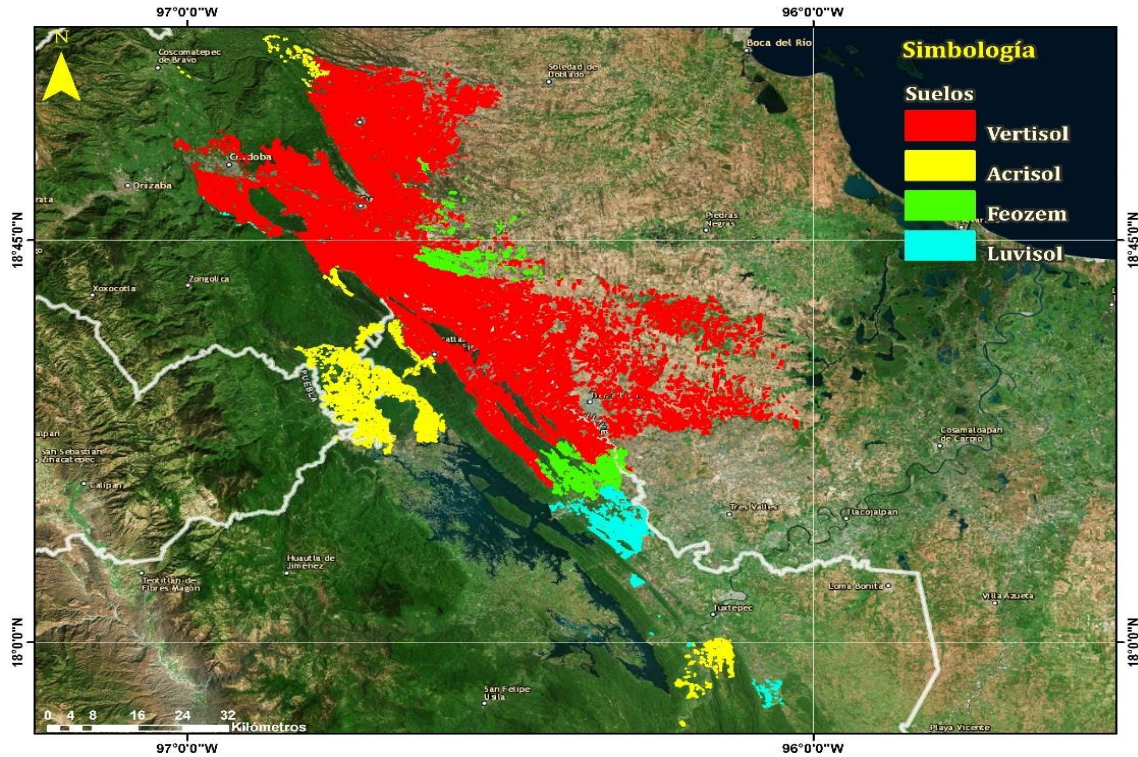 97°0'0"W
96°0'0"W
N
Coscomatepec
de Bravo
Soledad de
Doblado
Boca del Río
Simbología
Suelos
Vertisol
Acrisol
Feozem
Luvisol
Córdoba
Orizaba
Piedras
Negras
18°45'0"N
18°45'0"N
Zongolica
Xoxocotla
PUEBLA
Cosamaloapan
de Carpio
San Sebastian
Zinacatepec
Calipan
Tres Valles
Tlacojalpan
Huautla de
Jiménez
Teotitlán de
Flores Magón
Loma Bonita
Villa Azueta
Tuxtepec
18°0'0"N
18°0'0"N
San Felipe
Usila
Playa Vicente
0 4 8 16 24 32
Kilómetros
97°0'0"W
96°0'0"W